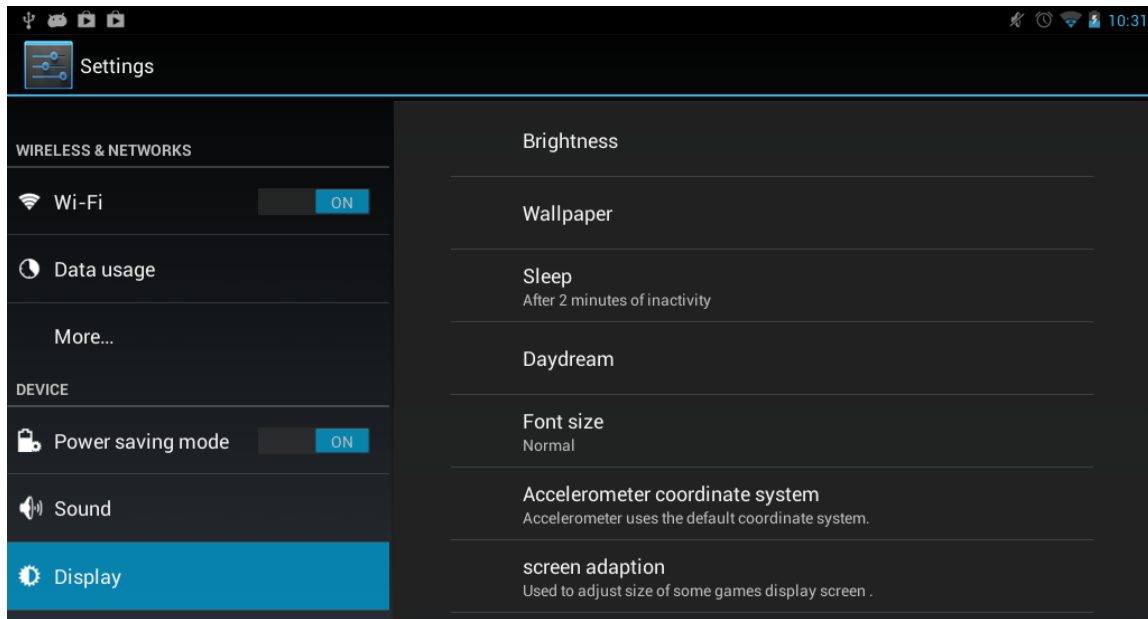 10:31
Settings
WIRELESS & NETWORKS
Wi-Fi
ON
Data usage
More...
DEVICE
Power saving mode
ON
Sound
Display
Brightness
Wallpaper
Sleep
After 2 minutes of inactivity
Daydream
Font size
Normal
Accelerometer coordinate system
Accelerometer uses the default coordinate system.
screen adaption
Used to adjust size of some games display screen .